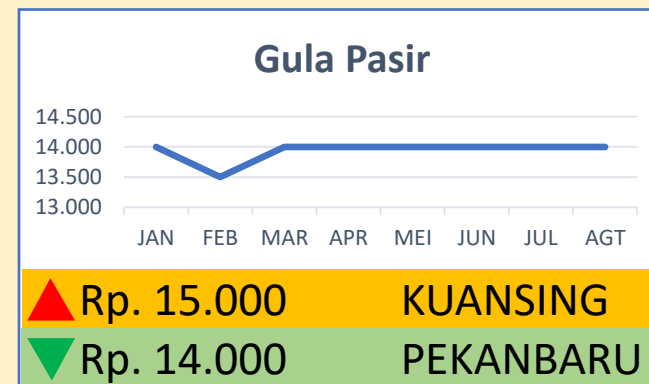 Gula Pasir
14.500
14.000
13.500
13.000
JAN FEB MAR APR MEI JUN JUL AGT
Rp. 15.000 KUANSING
Rp. 14.000 PEKANBARU